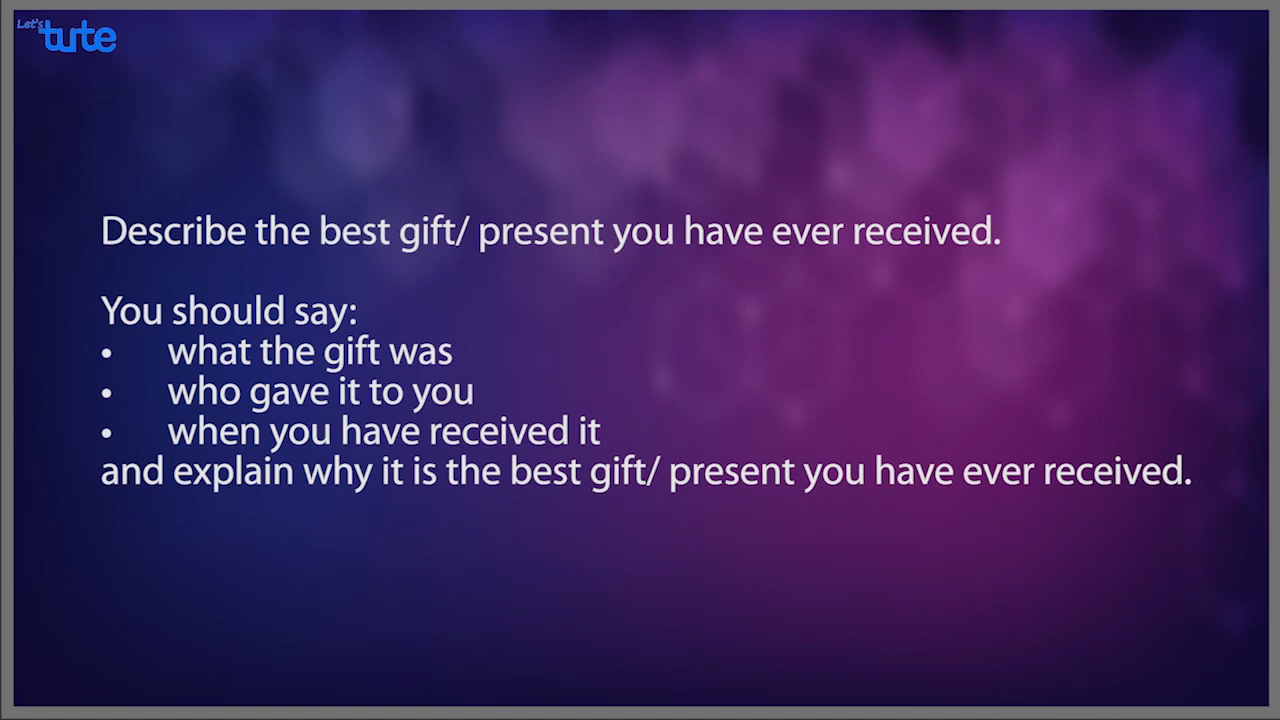 Let's
tute
Describe the best gift/ present you have ever received.
You should say:
• what the gift was
• who gave it to you
• when you have received it
and explain why it is the best gift/ present you have ever received.